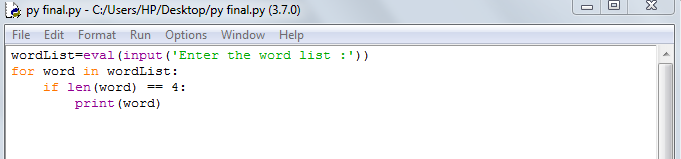 py final.py - C:/Users/HP/Desktop/py final.py (3.7.0)
File Edit Format Run Options Window Help
wordList=eval(input('Enter the word list :'))
for word in wordList:
    if len(word) == 4:
        print(word)